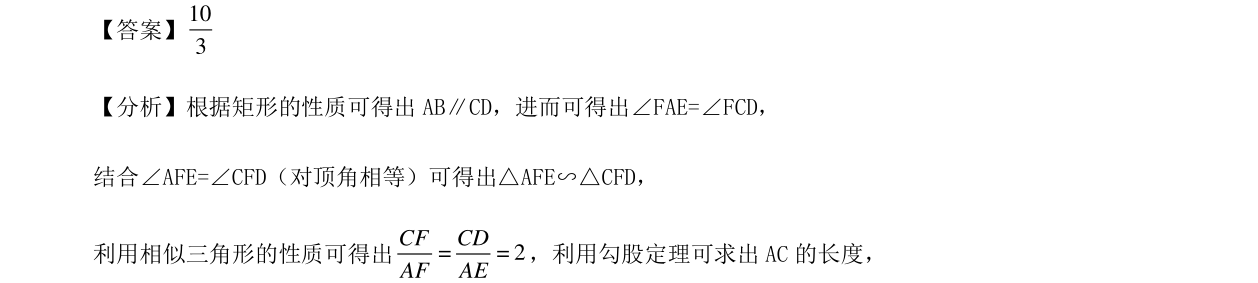 【答案】10/3
【分析】根据矩形的性质可得出 AB∥CD，进而可得出∠FAE=∠FCD，
结合∠AFE=∠CFD（对顶角相等）可得出△AFE∽△CFD，
利用相似三角形的性质可得出 CF/AF = CD/AE = 2，利用勾股定理可求出 AC 的长度，